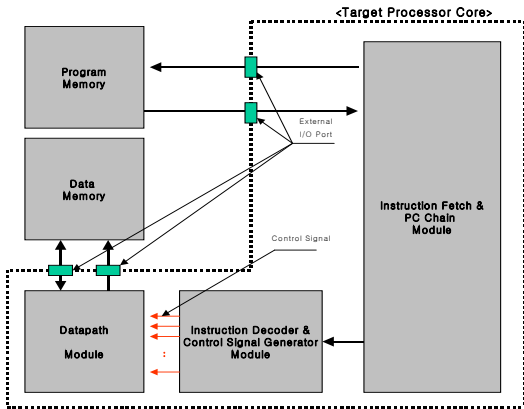 <Target Processor Core>
Program
Memory
External
I/O Port
Data
Memory
Instruction Fetch &
PC Chain
Module
Control Signal
Datapath
Module
Instruction Decoder &
Control Signal Generator
Module
: